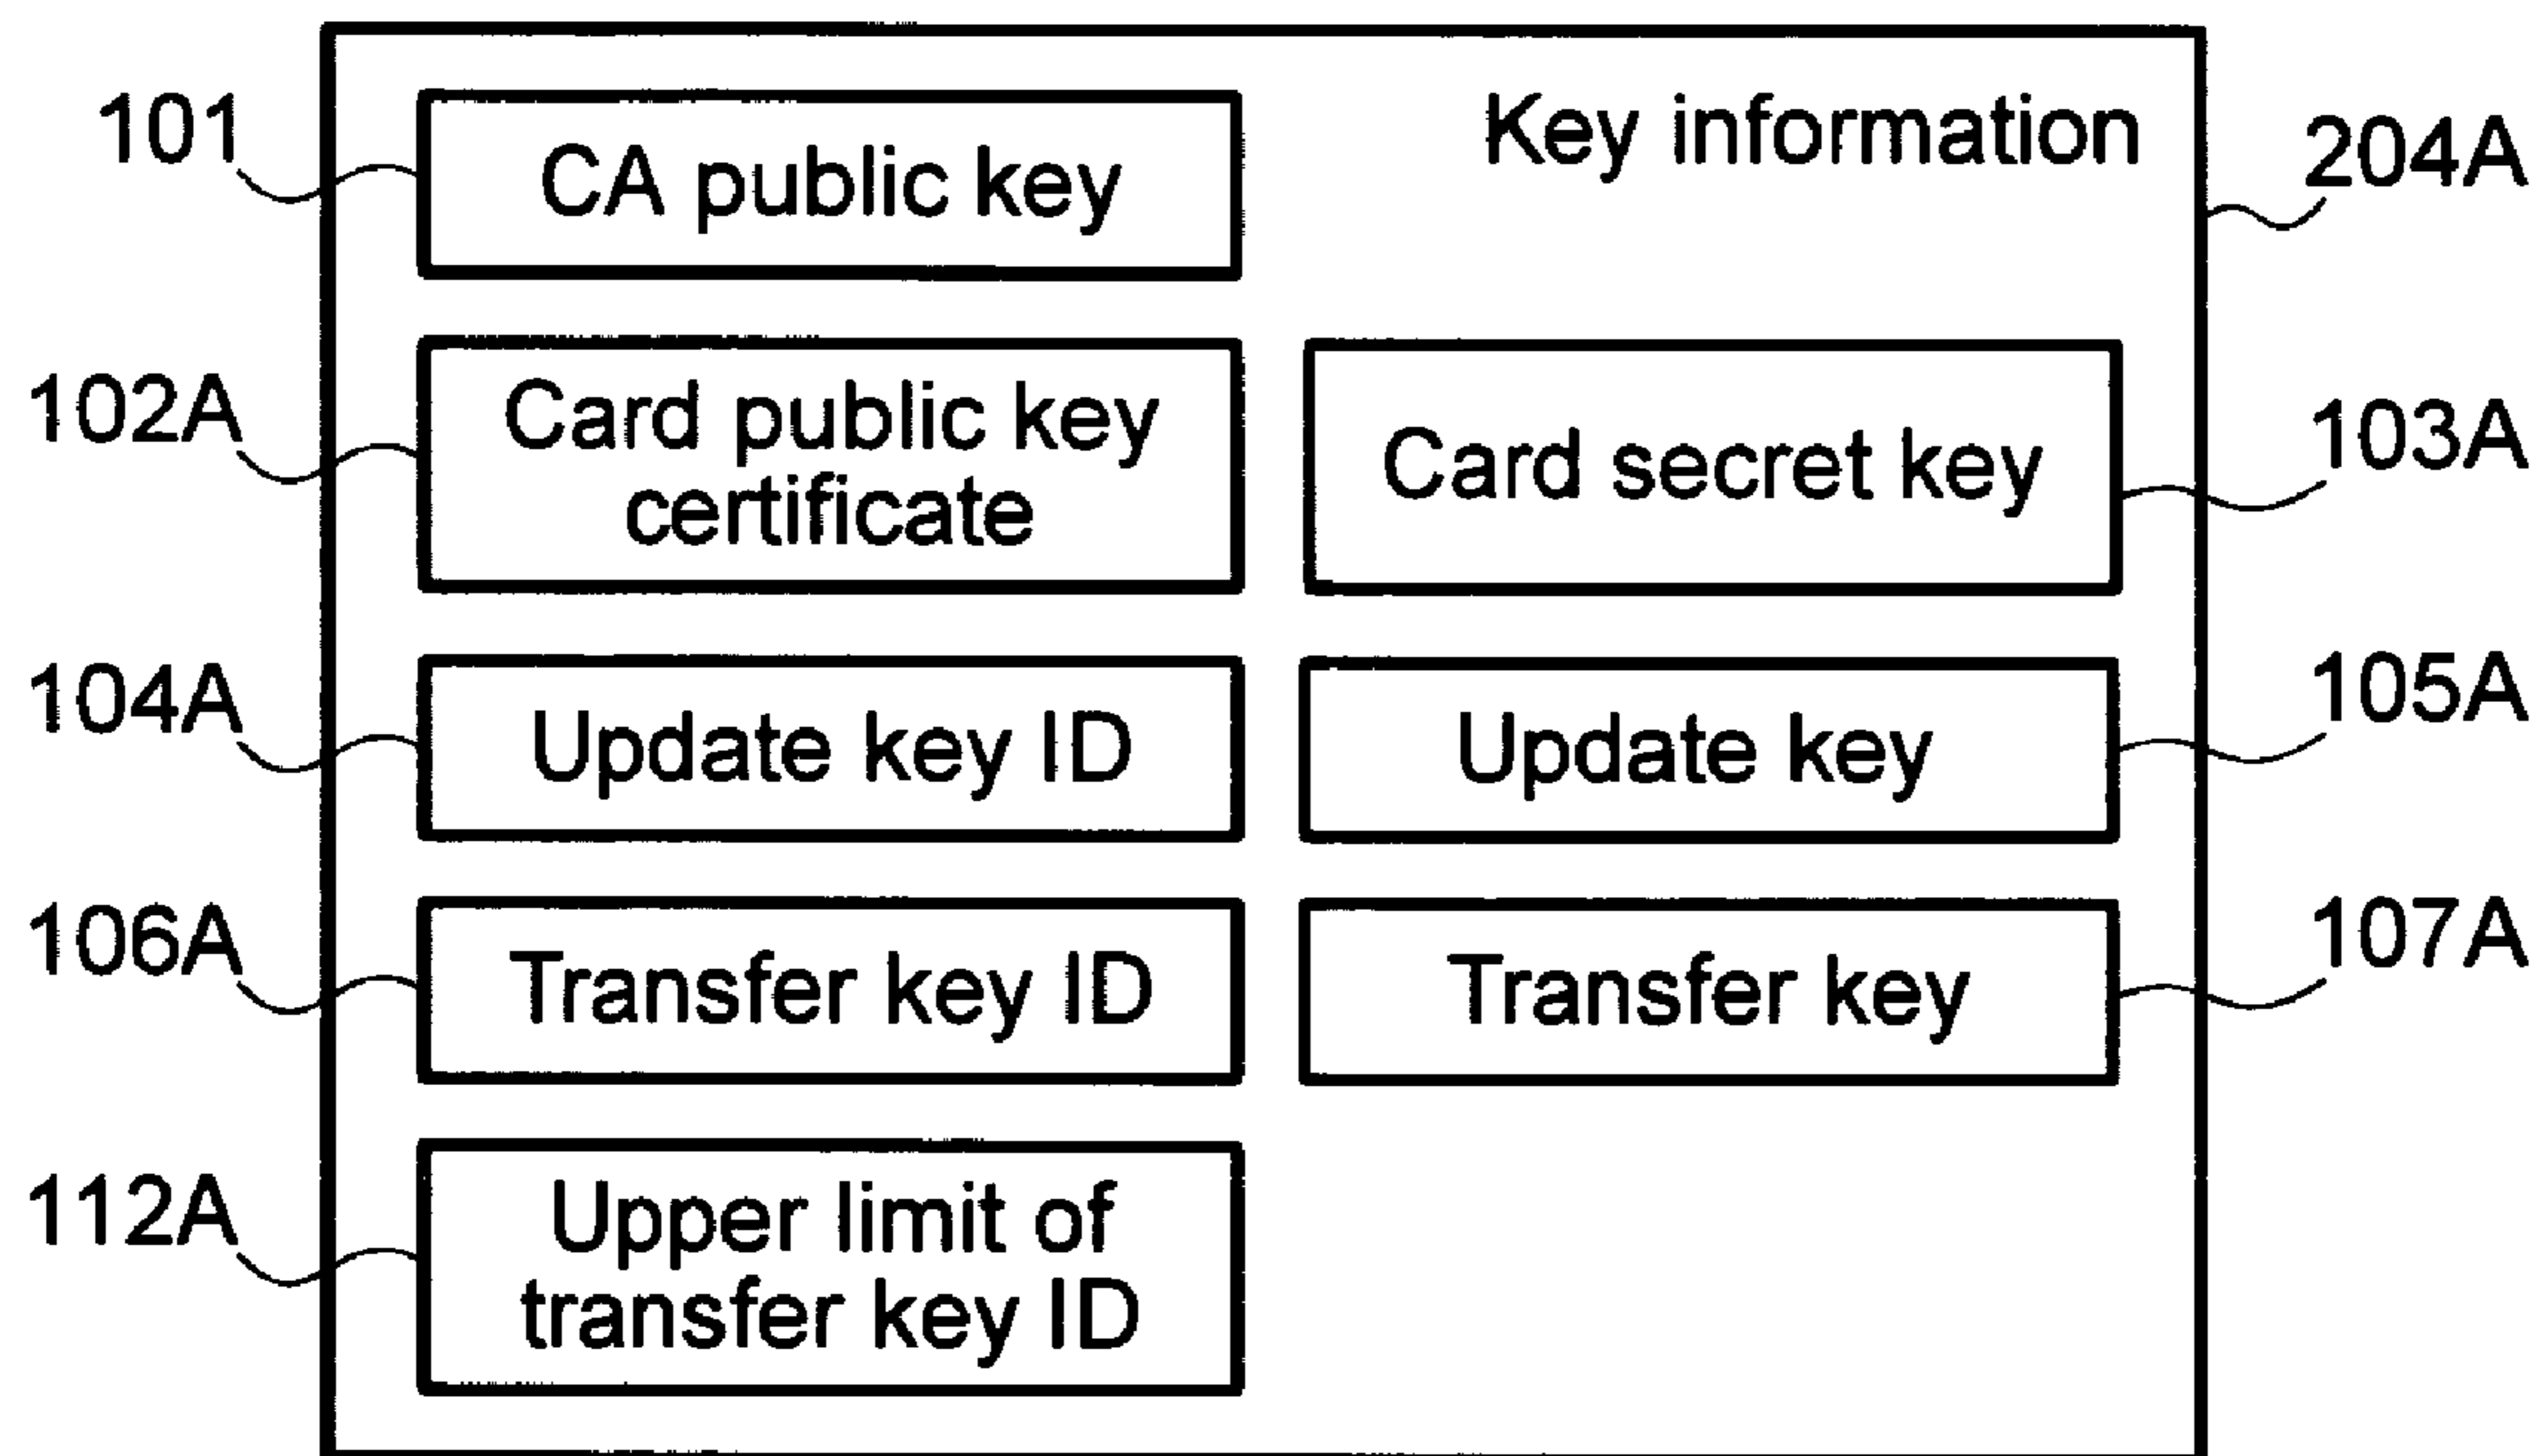 101
CA public key
Key information
204A
102A
Card public key
certificate
Card secret key
103A
104A
Update key ID
Update key
105A
106A
Transfer key ID
Transfer key
107A
112A
Upper limit of
transfer key ID